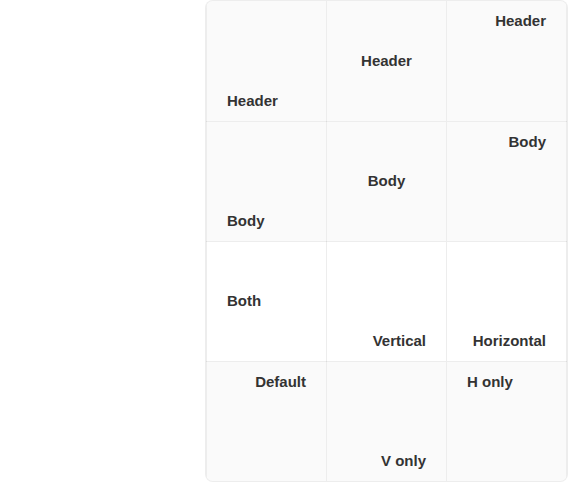 Header
Header
Header
Body
Body
Body
Both
Vertical
Horizontal
Default
V only
H only